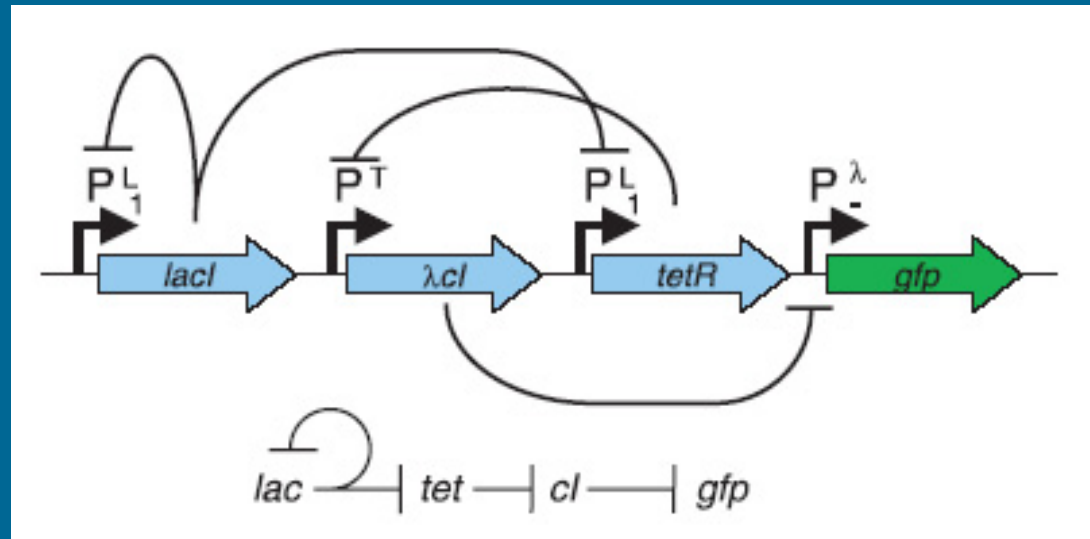 P L 1 P T P L 1 P λ -
lacI λcI tetR gfp
lac tet cI gfp